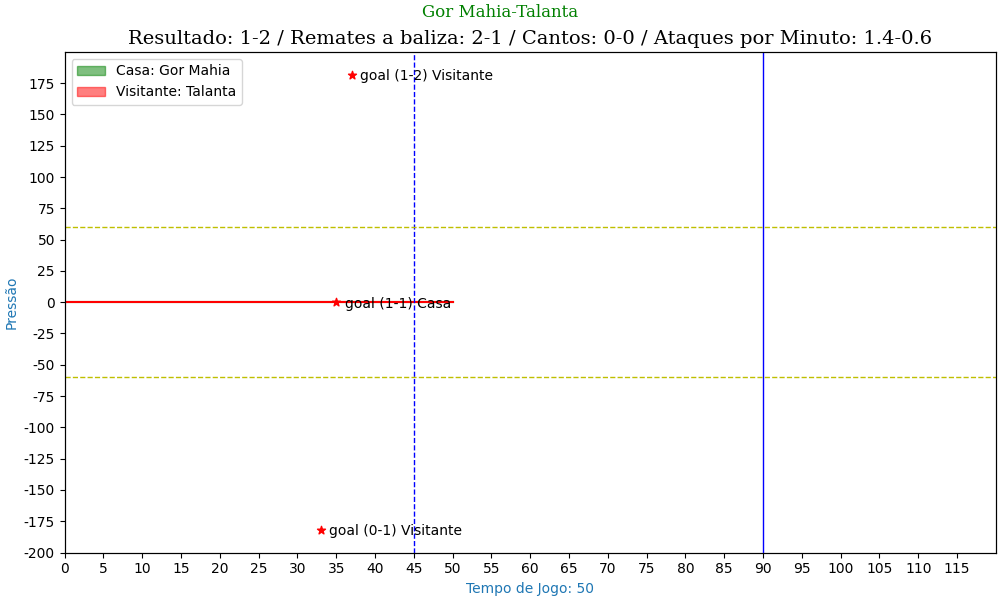 Gor Mahia-Talanta
Resultado: 1-2 / Remates a baliza: 2-1 / Cantos: 0-0 / Ataques por Minuto: 1.4-0.6
Casa: Gor Mahia
Visitante: Talanta
goal (1-2) Visitante
goal (1-1) Casa
goal (0-1) Visitante
Pressão
175
150
125
100
75
50
25
0
-25
-50
-75
-100
-125
-150
-175
-200
0 5 10 15 20 25 30 35 40 45 50 55 60 65 70 75 80 85 90 95 100 105 110 115
Tempo de Jogo: 50